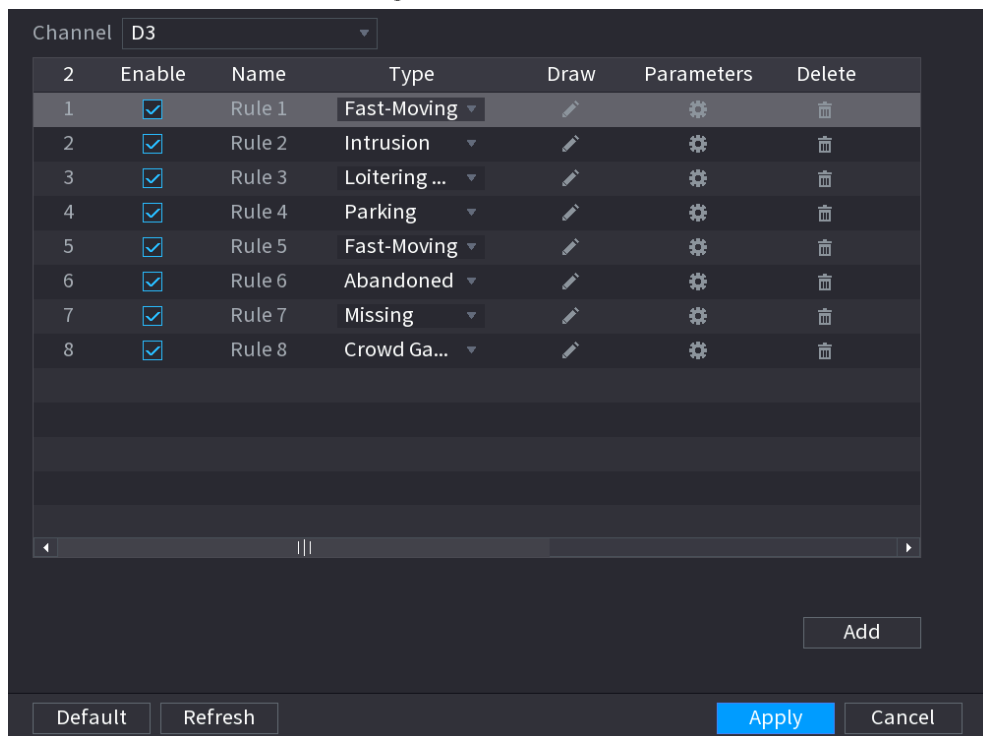 Channel D3
2 Enable Name Type Draw Parameters Delete
1 Rule 1 Fast-Moving
2 Rule 2 Intrusion
3 Rule 3 Loitering ...
4 Rule 4 Parking
5 Rule 5 Fast-Moving
6 Rule 6 Abandoned
7 Rule 7 Missing
8 Rule 8 Crowd Ga...
Add
Default Refresh Apply Cancel